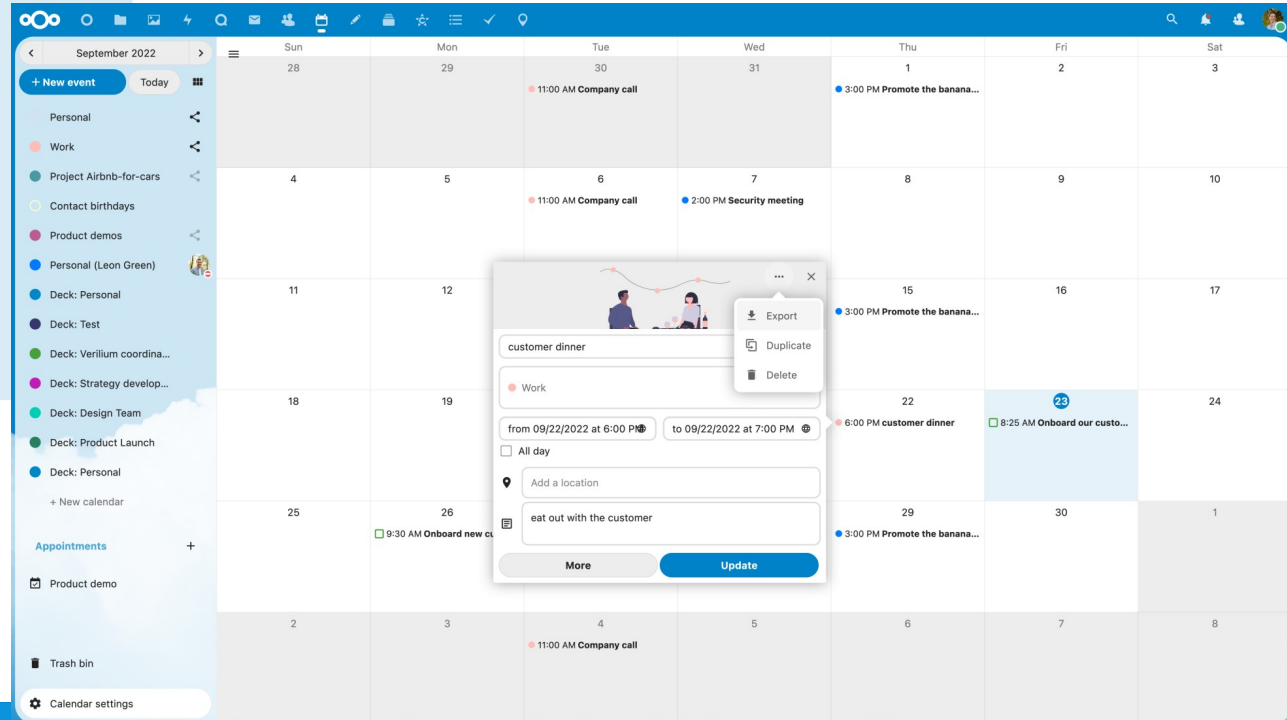 September 2022
+ New event
Today
Personal
Work
Project Airbnb-for-cars
Contact birthdays
Product demos
Personal (Leon Green)
Deck: Personal
Deck: Test
Deck: Verilium coordina...
Deck: Strategy develop...
Deck: Design Team
Deck: Product Launch
Deck: Personal
+ New calendar
Appointments +
Product demo
Trash bin
Calendar settings
Sun Mon Tue Wed Thu Fri Sat
28 29 30 31 1 2 3
11:00 AM Company call
3:00 PM Promote the banana...
4 5 6 7 8 9 10
11:00 AM Company call
2:00 PM Security meeting
11 12 15 16 17
3:00 PM Promote the banana...
18 19 22 23 24
6:00 PM customer dinner
8:25 AM Onboard our custo...
25 26 29 30 1
9:30 AM Onboard new
3:00 PM Promote the banana...
2 3 4 5 6 7 8
11:00 AM Company call
Export
Duplicate
Delete
customer dinner
Work
from 09/22/2022 at 6:00 PM
to 09/22/2022 at 7:00 PM
All day
Add a location
eat out with the customer
More
Update